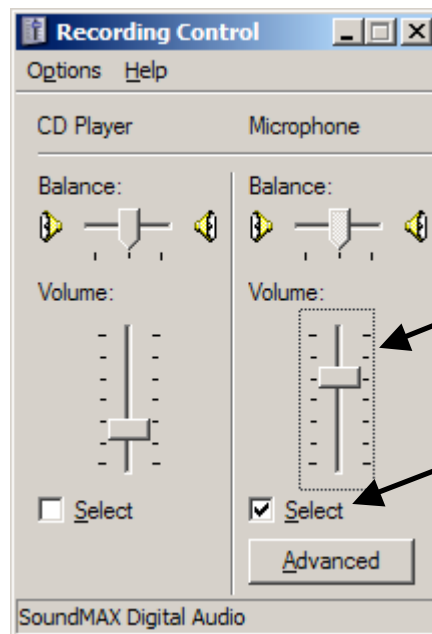 Recording Control
Options Help
CD Player Microphone
Balance: Balance:
Volume: Volume:
Select Select
Advanced
SoundMAX Digital Audio